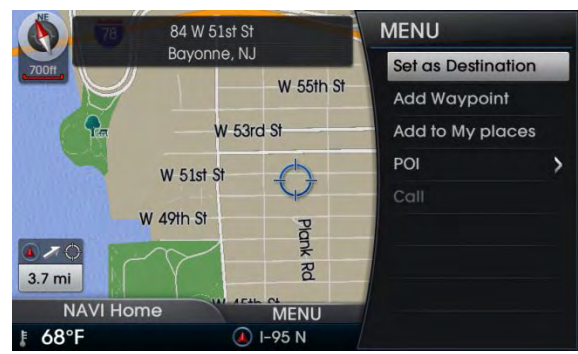 NE
78
700ft
84 W 51st St
Bayonne, NJ
W 55th St
W 53rd St
W 51st St
W 49th St
Plank Rd
3.7 mi
NAVI Home
MENU
68°F
I-95 N
MENU
Set as Destination
Add Waypoint
Add to My places
POI
Call